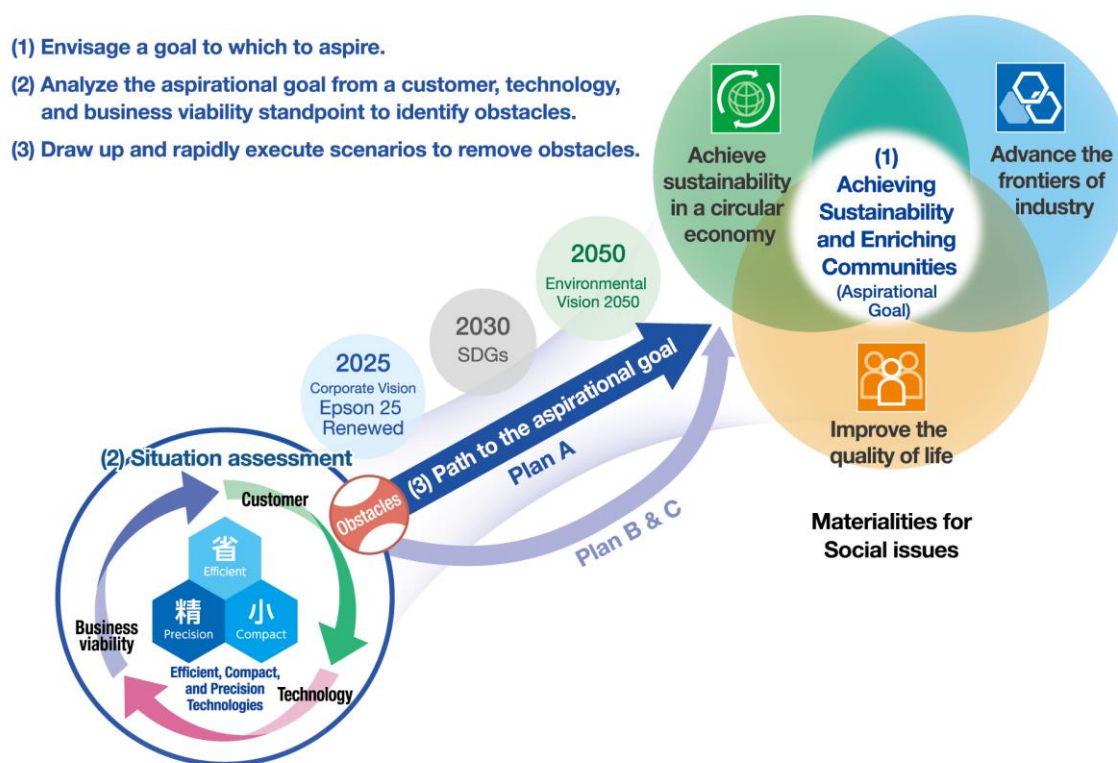 (1) Envisage a goal to which to aspire.
(2) Analyze the aspirational goal from a customer, technology,
and business viability standpoint to identify obstacles.
(3) Draw up and rapidly execute scenarios to remove obstacles.
Achieve
sustainability
in a circular
economy
(1)
Achieving
Sustainability
and Enriching
Communities
(Aspirational
Goal)
Advance the
frontiers of
industry
Improve the
quality of life
Materialities for
Social issues
2050
Environmental
Vision 2050
2030
SDGs
2025
Corporate Vision
Epson 25
Renewed
(3) Path to the aspirational goal
Plan A
Plan B & C
Obstacles
(2) Situation assessment
Customer
省
Efficient
精
Precision
小
Compact
Business
viability
Efficient, Compact,
and Precision
Technologies
Technology